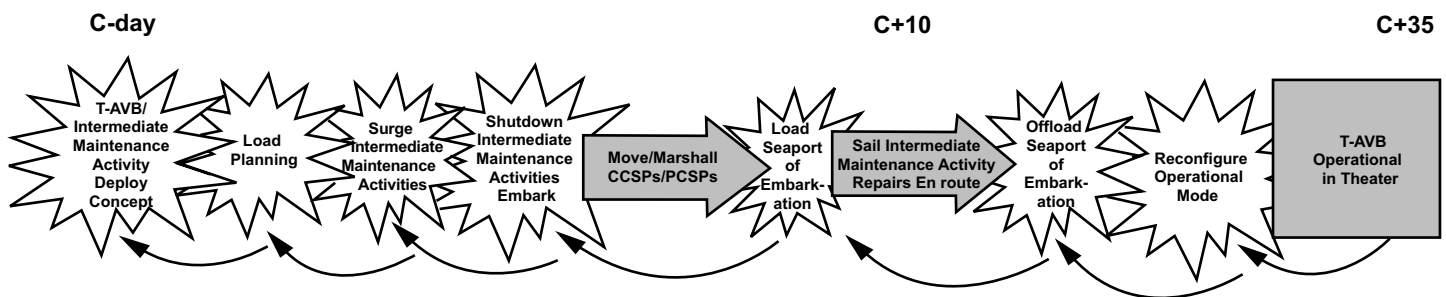 C-day
C+10
C+35
T-AVB/
Intermediate
Maintenance
Activity
Deploy
Concept
Load
Planning
Surge
Intermediate
Maintenance
Activities
Shutdown
Intermediate
Maintenance
Activities
Embark
Move/Marshall
CCSPs/PCSPs
Load
Seaport
of
Embark-
ation
Sail Intermediate
Maintenance Activity
Repairs En route
Offload
Seaport
of
Embark-
ation
Reconfigure
Operational
Mode
T-AVB
Operational
in Theater